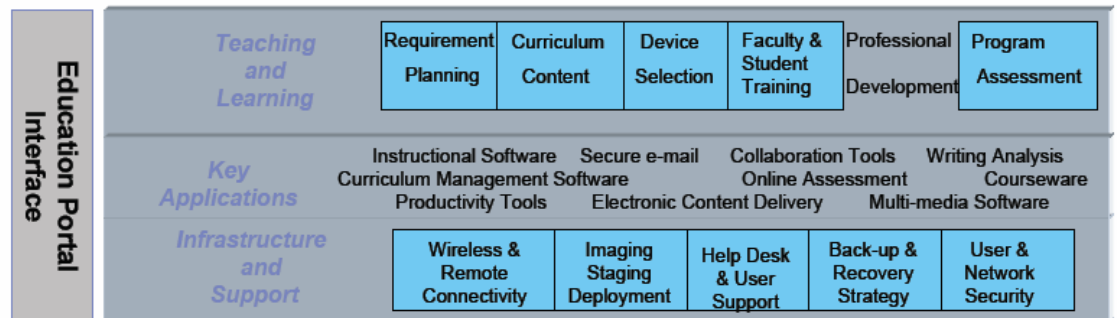 Education Portal
Interface
Teaching
and
Learning
Requirement
Planning
Curriculum
Content
Device
Selection
Faculty &
Student
Training
Professional
Development
Program
Assessment
Key
Applications
Instructional Software Secure e-mail Collaboration Tools Writing Analysis
Curriculum Management Software Online Assessment Courseware
Productivity Tools Electronic Content Delivery Multi-media Software
Infrastructure
and
Support
Wireless &
Remote
Connectivity
Imaging
Staging
Deployment
Help Desk
& User
Support
Back-up &
Recovery
Strategy
User &
Network
Security